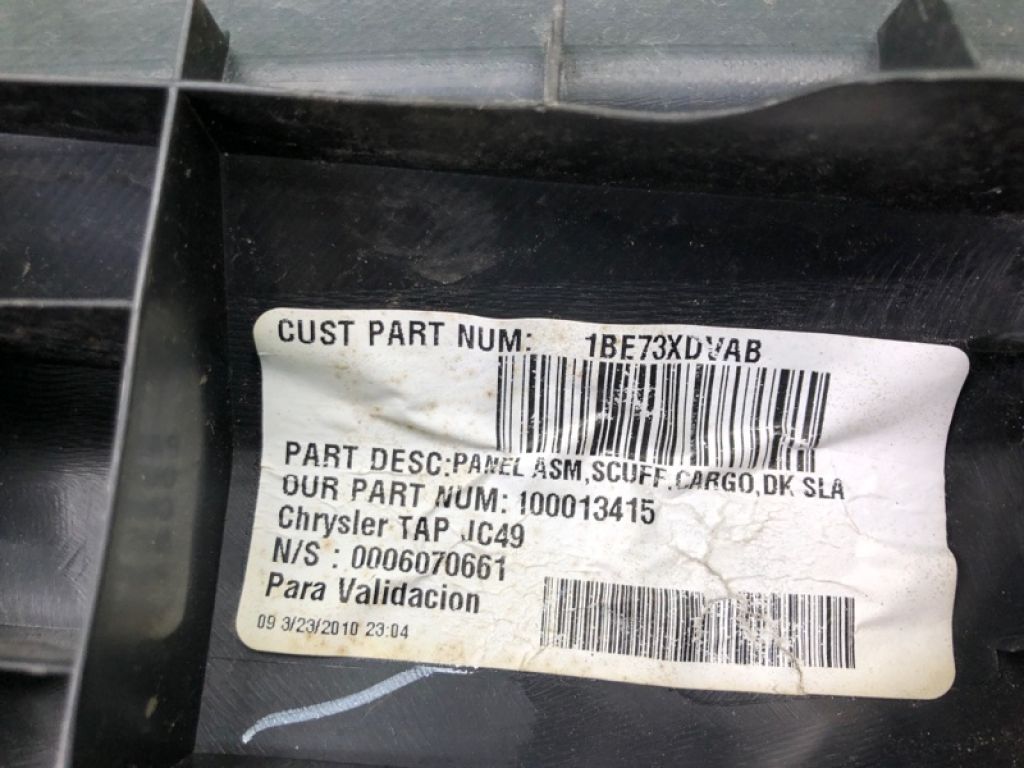 CUST PART NUM: 1BE73XDVAB
PART DESC:PANEL ASM,SCUFF,CARGO,DK SLA
OUR PART NUM: 100013415
Chrysler TAP JC49
N/S : 0006070661
Para Validacion
09 3/23/2010 23:04